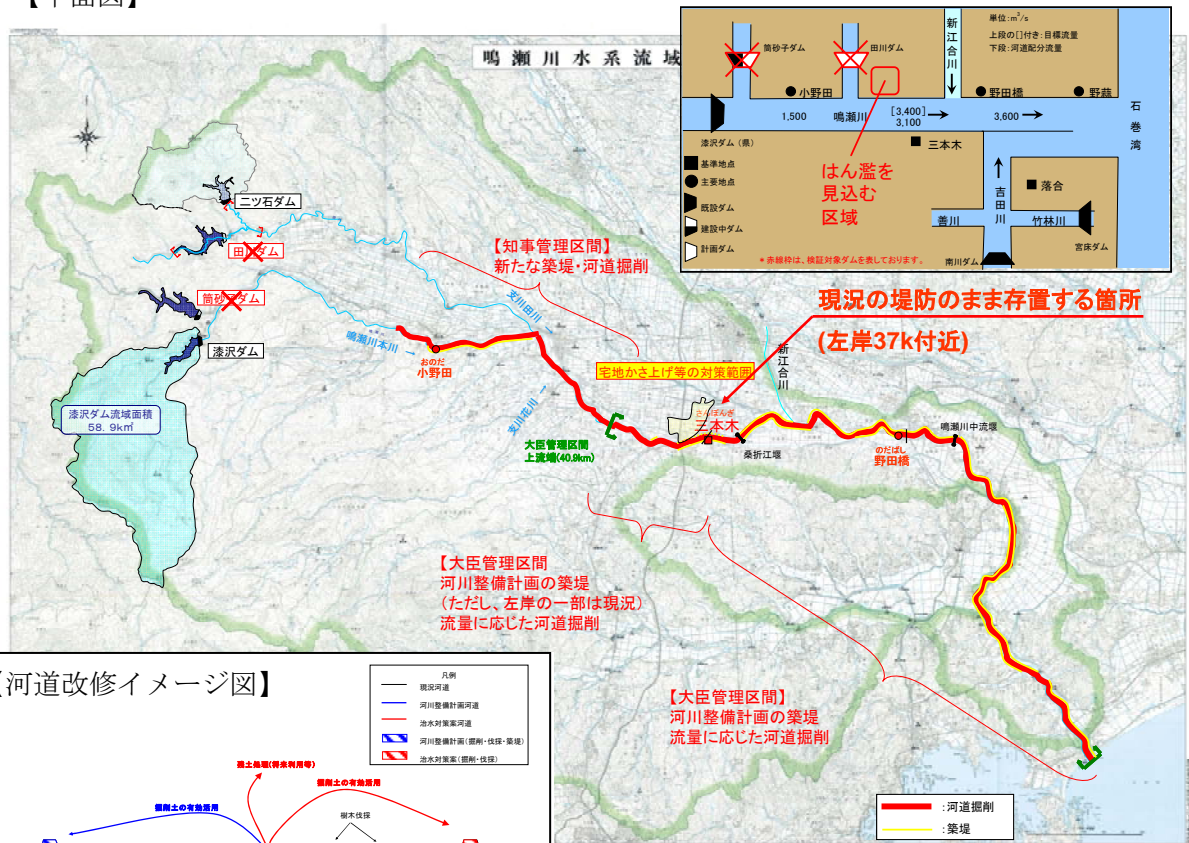 【平面図】
鳴瀬川水系流域
新江合川
単位：m³/s
上段の[]付き：目標流量
下段：河道配分流量
筒砂子ダム
田川ダム
小野田
野田橋
野蒜
1,500
鳴瀬川
[3,400]
3,100
3,600
石巻湾
漆沢ダム（県）
三本木
基準地点
主要地点
既設ダム
建設中ダム
計画ダム
はん濫を
見込む
区域
吉田川
落合
善川
竹林川
宮床ダム
南川ダム
＊赤線枠は、検証対象ダムを表しております。
二ツ石ダム
田川ダム
筒砂子ダム
漆沢ダム
漆沢ダム流域面積
58．9km²
【知事管理区間】
新たな築堤・河道掘削
支川田川
鳴瀬川本川
支川花川
おのだ
小野田
現況の堤防のまま存置する箇所
(左岸37k付近)
新江合川
宅地かさ上げ等の対策範囲
さんぼんぎ
三本木
大臣管理区間
上流端(40.9km)
桑折江堰
のだばし
野田橋
鳴瀬川中流堰
【大臣管理区間
河川整備計画の築堤
（ただし、左岸の一部は現況）
流量に応じた河道掘削
【大臣管理区間】
河川整備計画の築堤
流量に応じた河道掘削
：河道掘削
：築堤
【河道改修イメージ図】
凡例
現況河道
河川整備計画河道
治水対策案河道
河川整備計画（掘削・伐採・築堤）
治水対策案（掘削・伐採）
残土処理（将来利用等）
掘削土の有効活用
掘削土の有効活用
樹木伐採